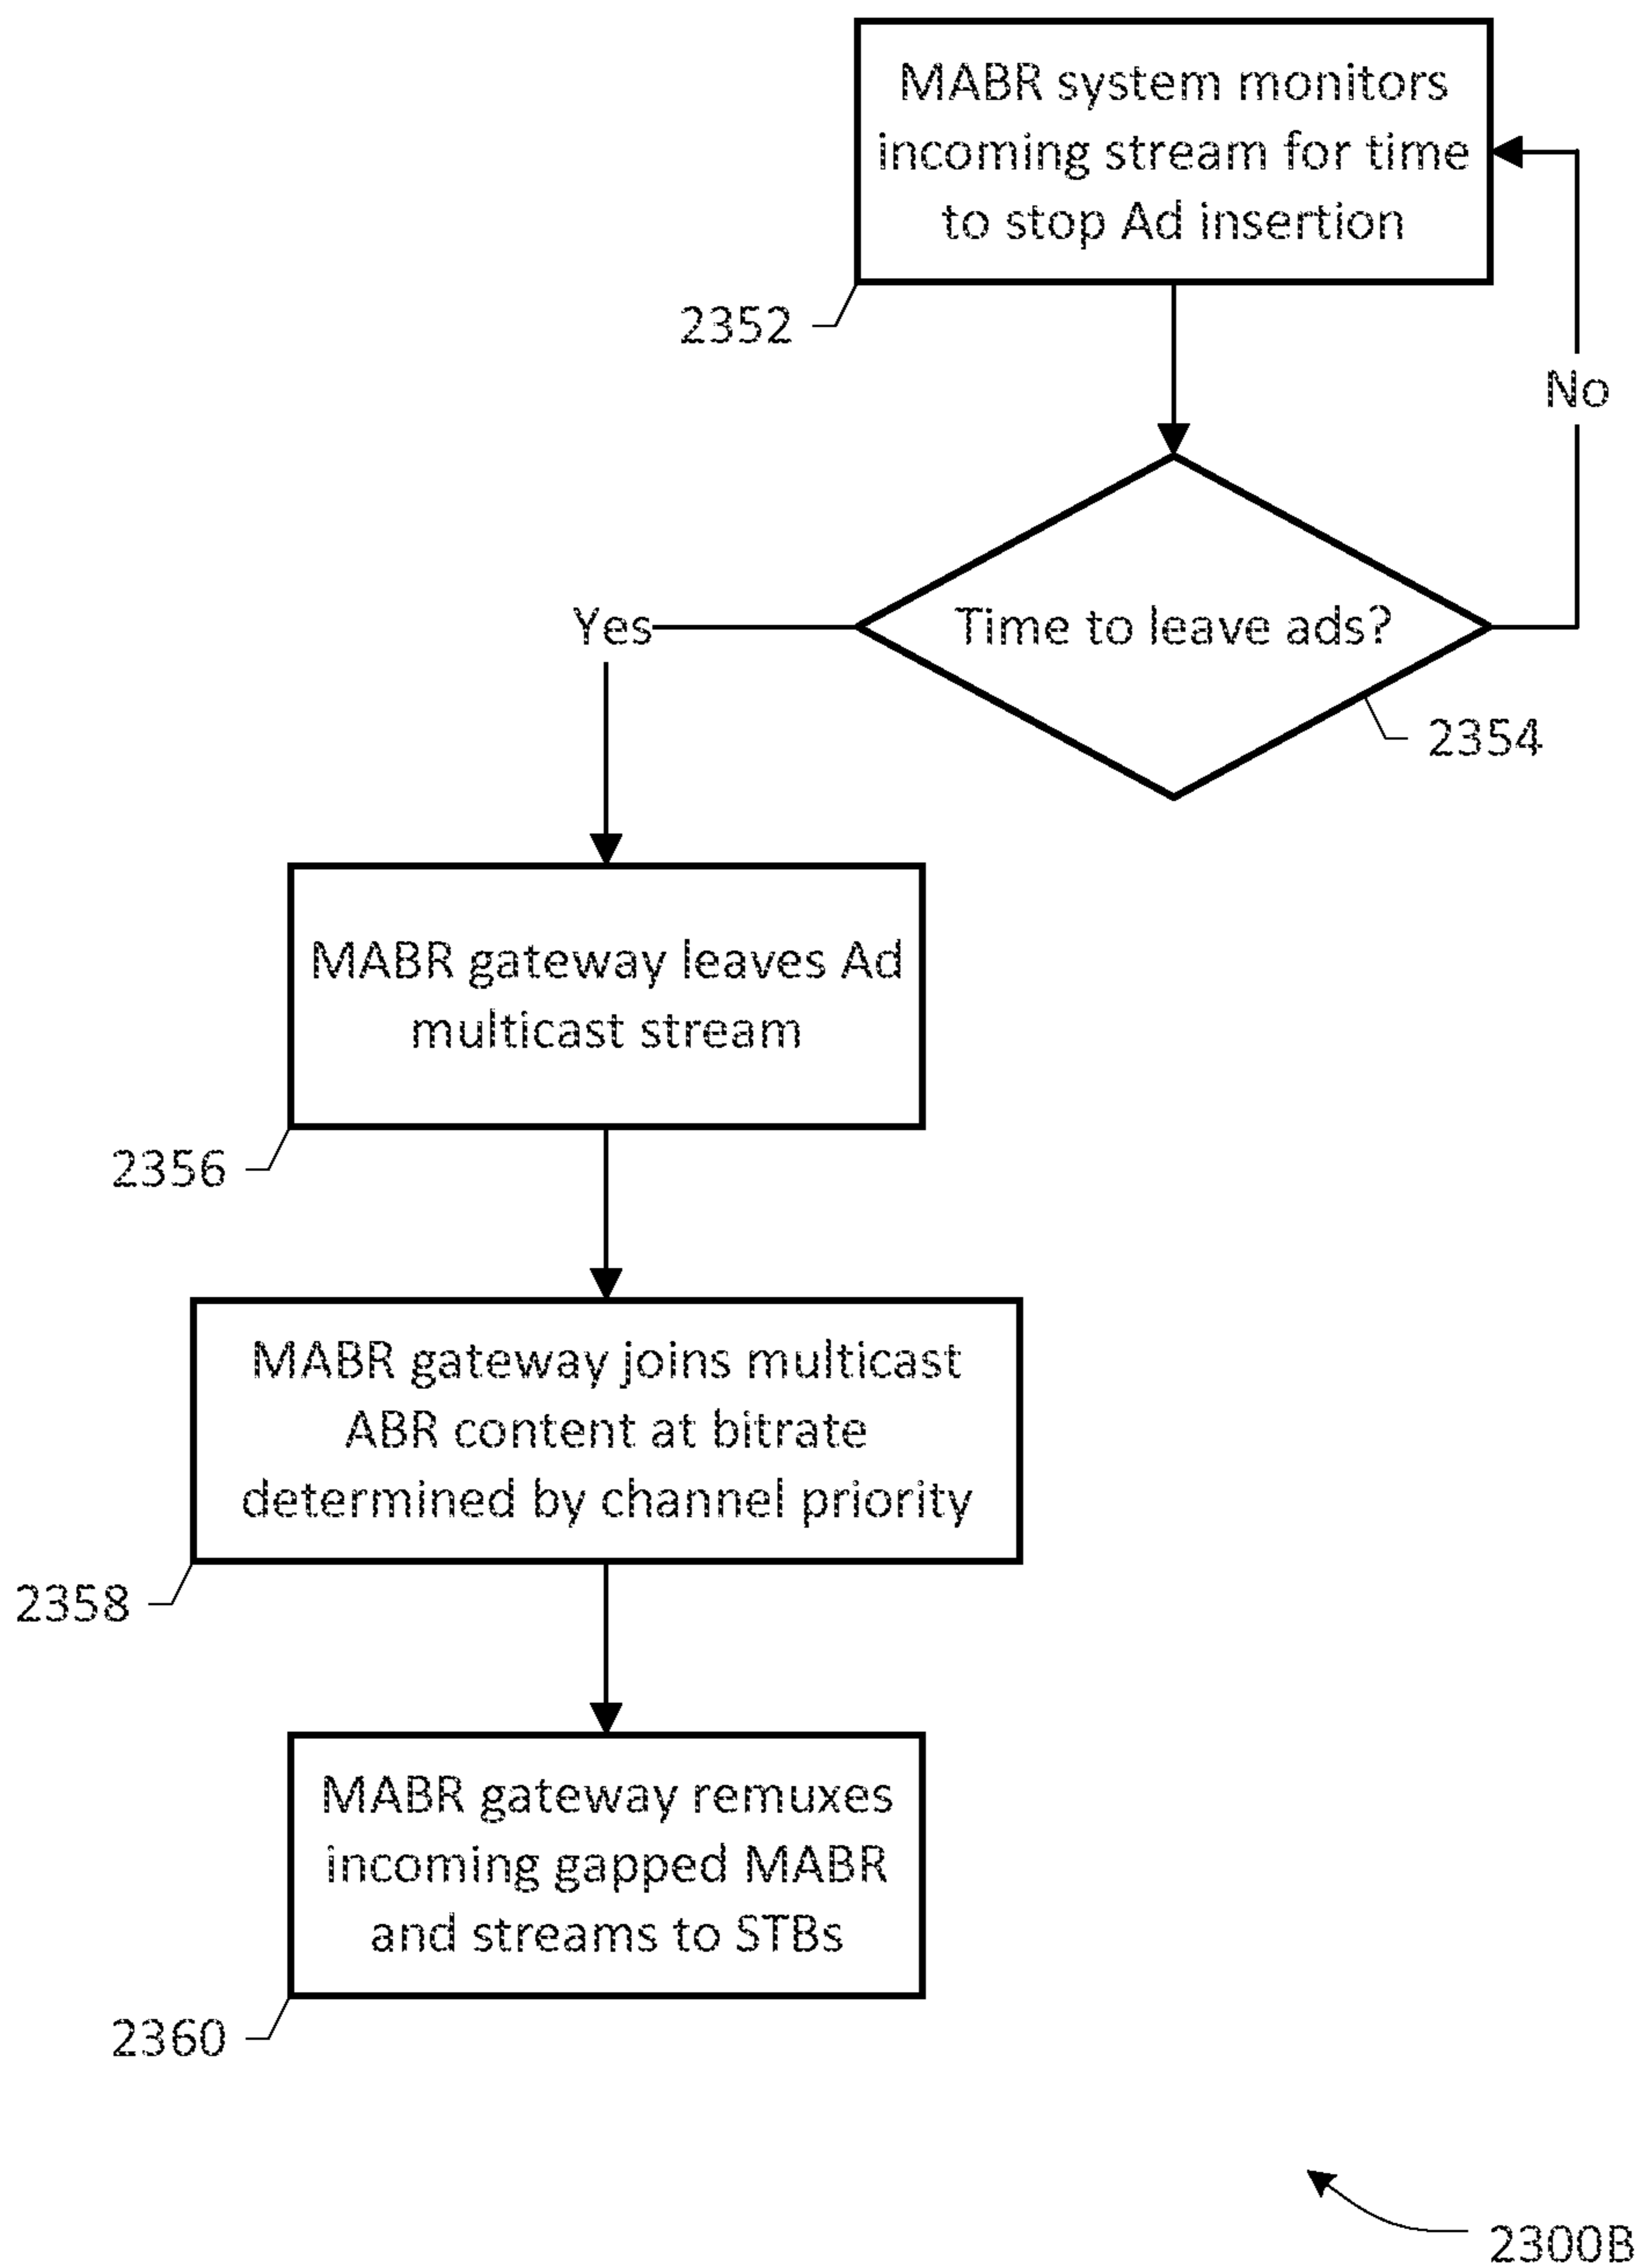 MABR system monitors
incoming stream for time
to stop Ad insertion
2352
No
Time to leave ads?
Yes
2354
MABR gateway leaves Ad
multicast stream
2356
MABR gateway joins multicast
ABR content at bitrate
determined by channel priority
2358
MABR gateway remuxes
incoming gapped MABR
and streams to STBs
2360
2300B